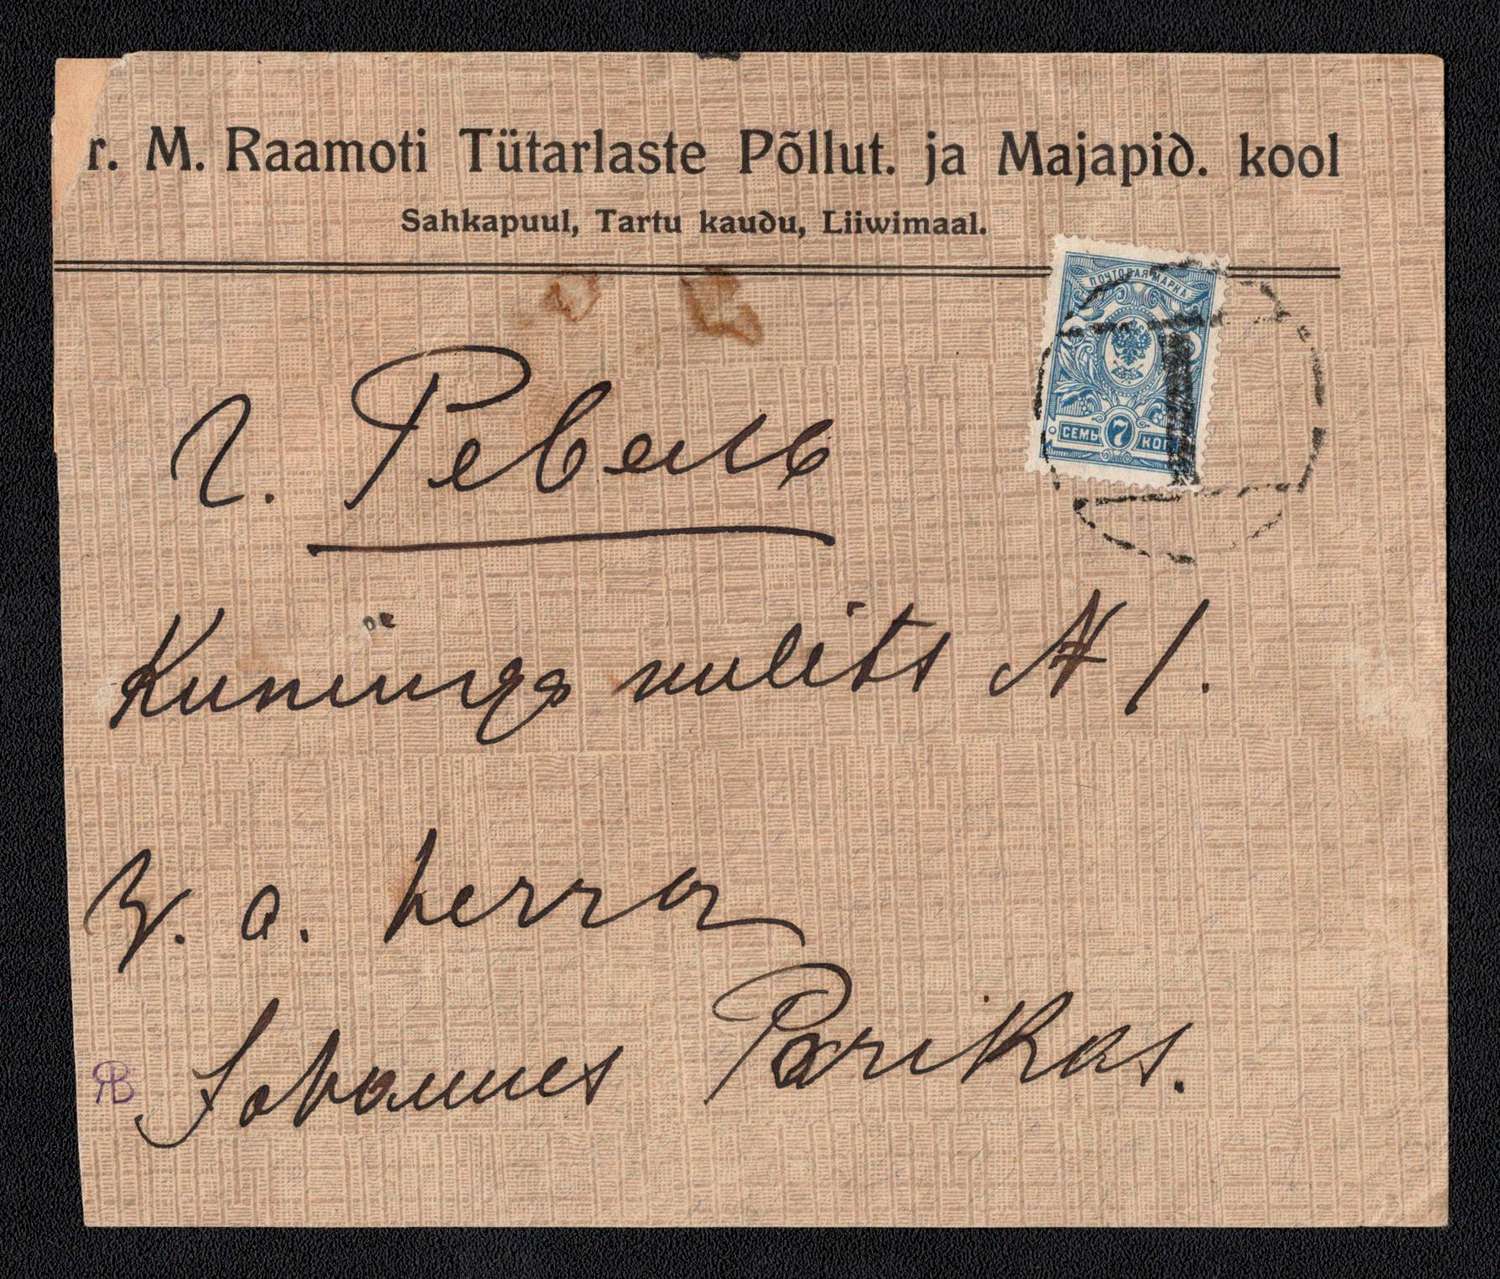 r. M. Raamoti Tütarlaste Põllut. ja Majapid. kool
Sahkapuul, Tartu kaudu, Liiwimaal.
ПОЧТОВАЯ МАРКА
СЕМЬ 7 КОП
г. Ревель
Kuninga uulits № 1.
W. a. herra
Johannes Parikas.